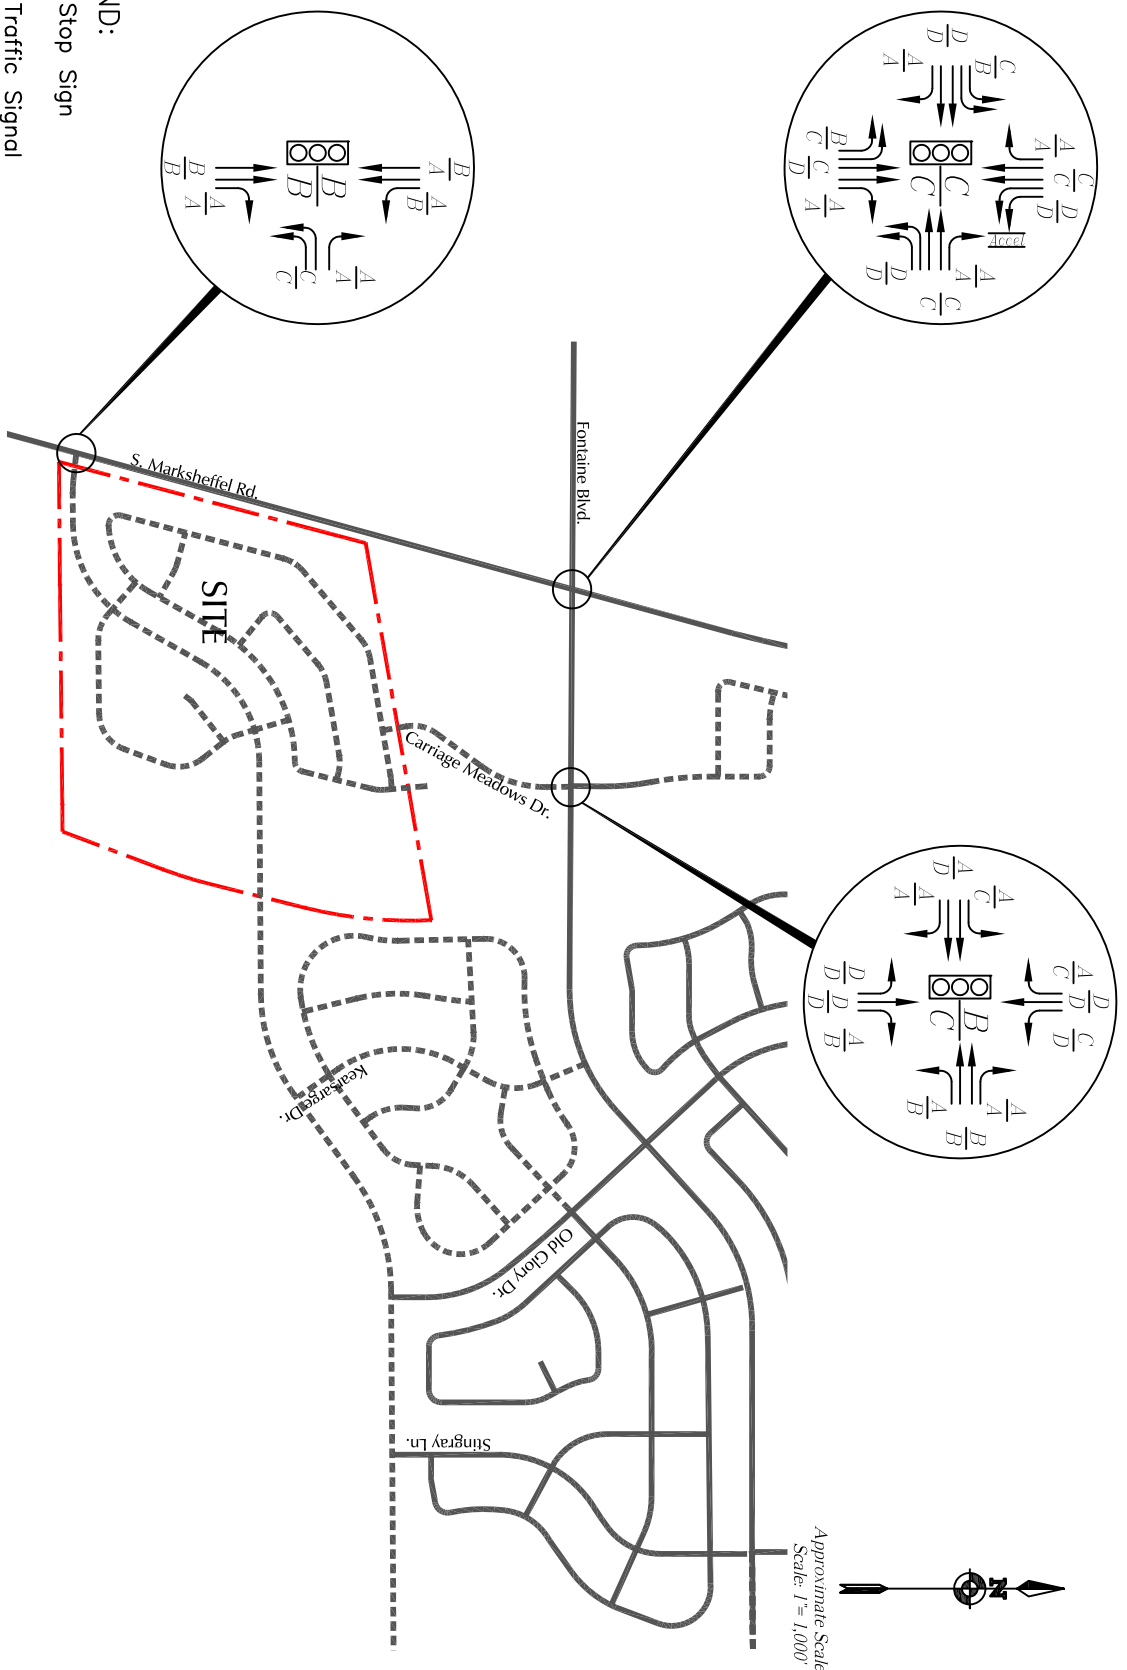 C/B
D/D
A/A
A/A
C/C
D/D
B/C
C/D
A/A
C/C
Accel
A/A
D/D
C/C
B/A
A/B
B/B
B/B
A/A
A/A
C/C
ND:
Stop Sign
Traffic Signal
Fontaine Blvd.
S. Marksheffel Rd.
SITE
Carriage Meadows Dr.
A/C
A/D
A/A
A/C
D/D
C/D
B/C
D/D
D/D
A/B
A/A
B/B
A/B
Kearsarge Dr.
Old Glory Dr.
Stingray Ln.
N
Approximate Scale
Scale: 1"= 1,000'